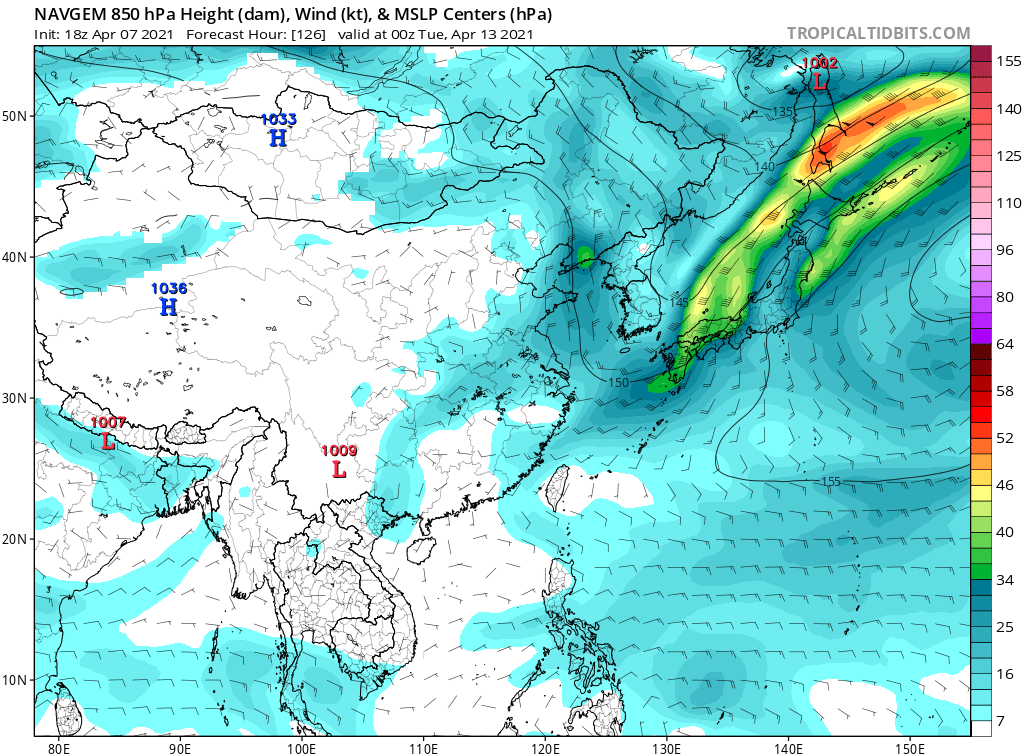 NAVGEM 850 hPa Height (dam), Wind (kt), & MSLP Centers (hPa)
Init: 18z Apr 07 2021 Forecast Hour: [126] valid at 00z Tue, Apr 13 2021
TROPICALTIDBITS.COM
1002
L
155
50N
1033
H
135
140
140
125
110
40N
1036
H
145
96
80
64
150
58
30N
1007
L
1009
L
52
155
46
20N
40
34
25
10N
16
7
80E
90E
100E
110E
120E
130E
140E
150E